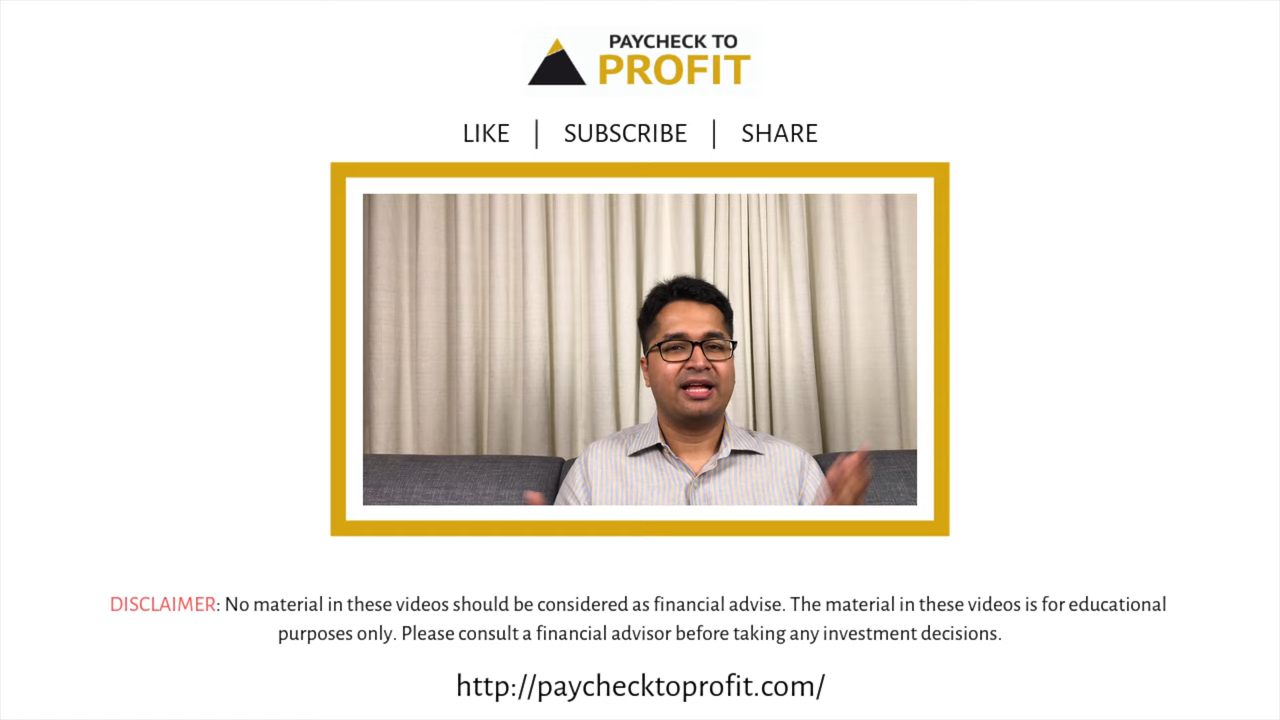 PAYCHECK TO
PROFIT
LIKE | SUBSCRIBE | SHARE
DISCLAIMER: No material in these videos should be considered as financial advise. The material in these videos is for educational
purposes only. Please consult a financial advisor before taking any investment decisions.
http://paychecktoprofit.com/